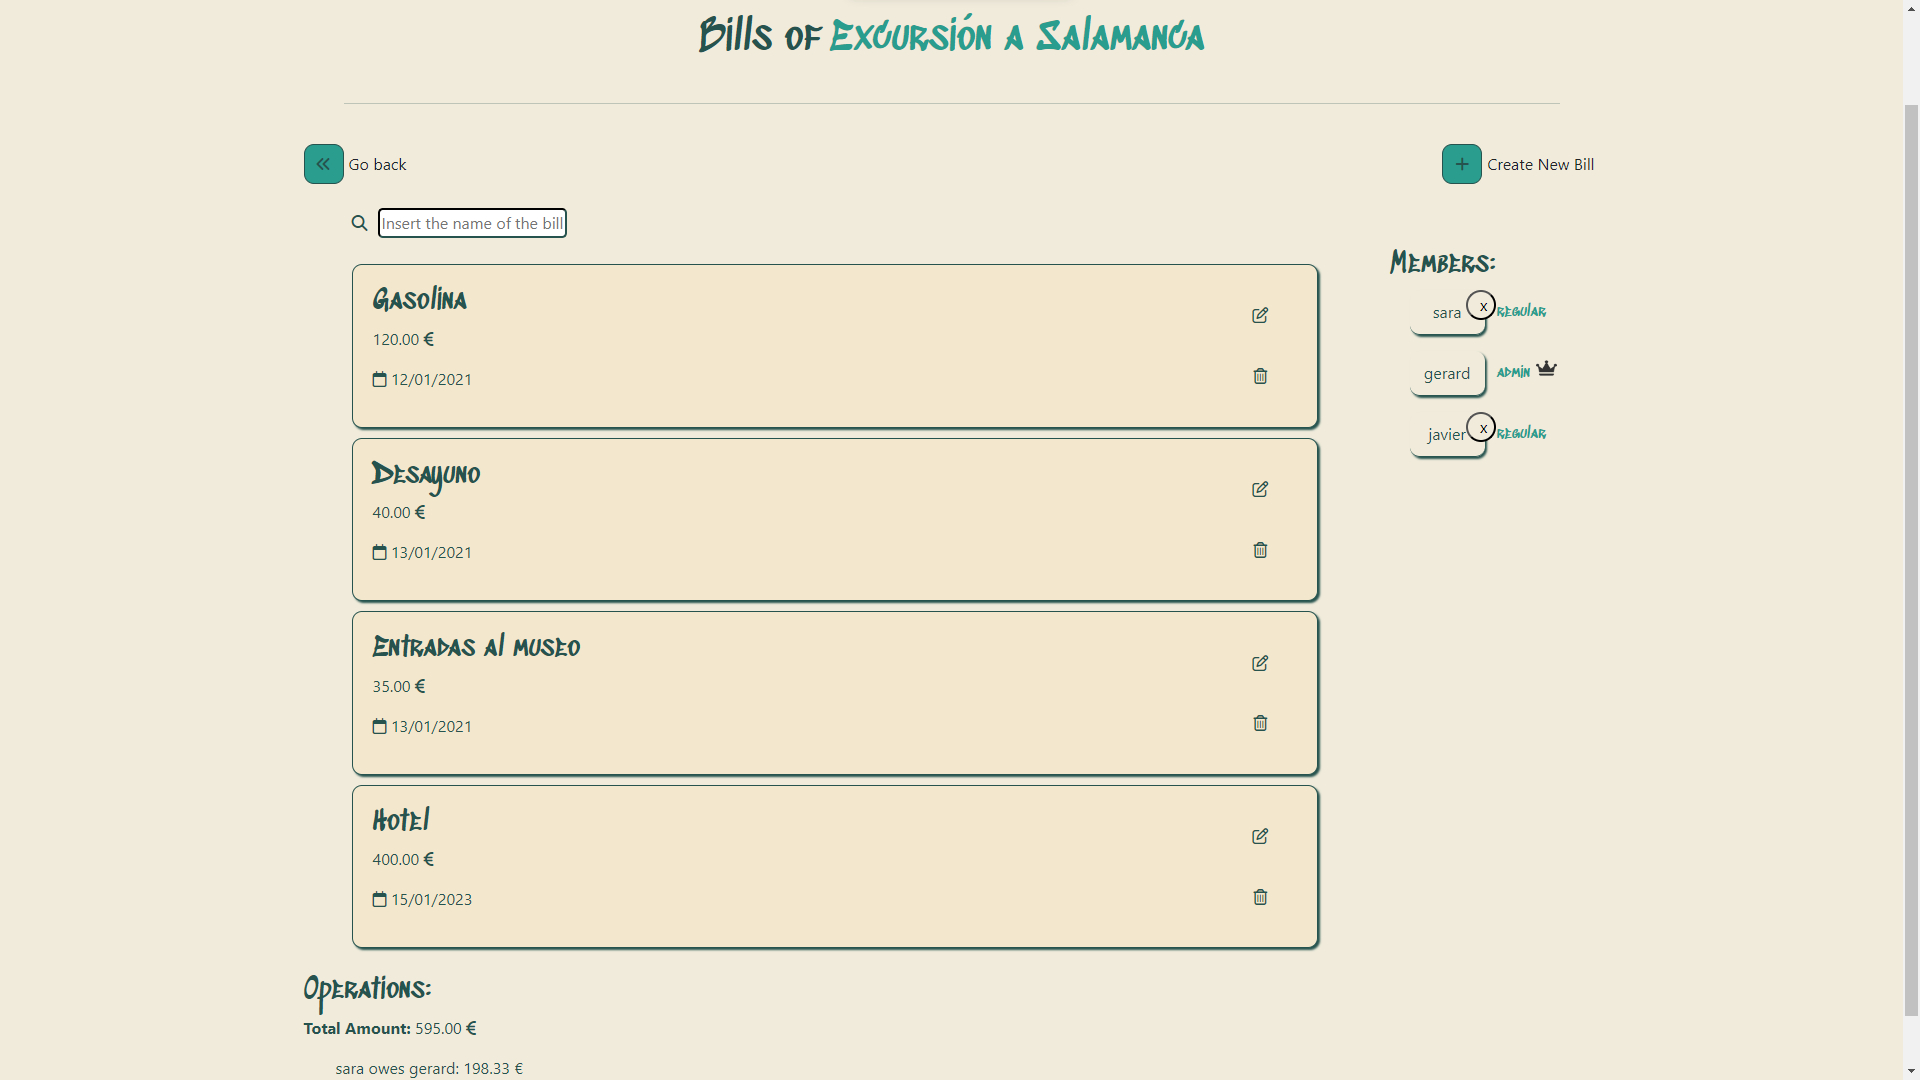 Bills of Excursión a Salamanca
Go back
Create New Bill
Insert the name of the bill
Members:
Gasolina
120.00 €
12/01/2021
sara x regular
gerard admin
javier x regular
Desayuno
40.00 €
13/01/2021
Entradas al museo
35.00 €
13/01/2021
Hotel
400.00 €
15/01/2023
Operations:
Total Amount: 595.00 €
sara owes gerard: 198.33 €